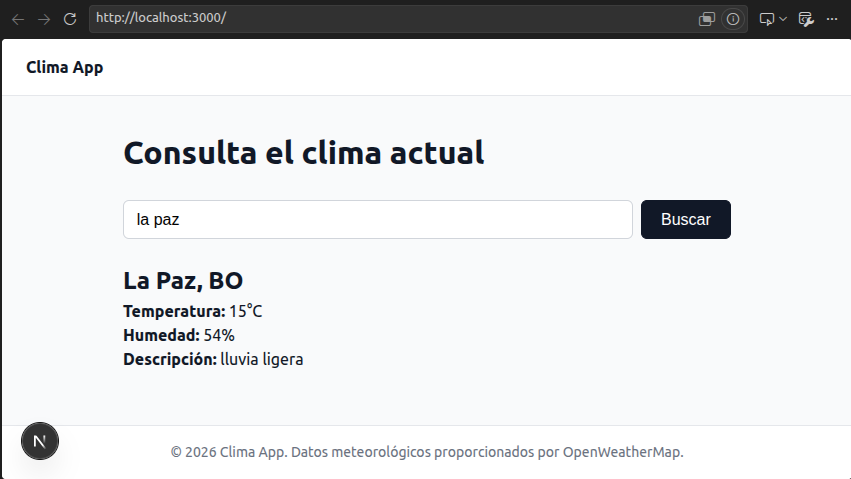 http://localhost:3000/
Clima App
Consulta el clima actual
la paz
Buscar
La Paz, BO
Temperatura: 15°C
Humedad: 54%
Descripción: lluvia ligera
N
© 2026 Clima App. Datos meteorológicos proporcionados por OpenWeatherMap.